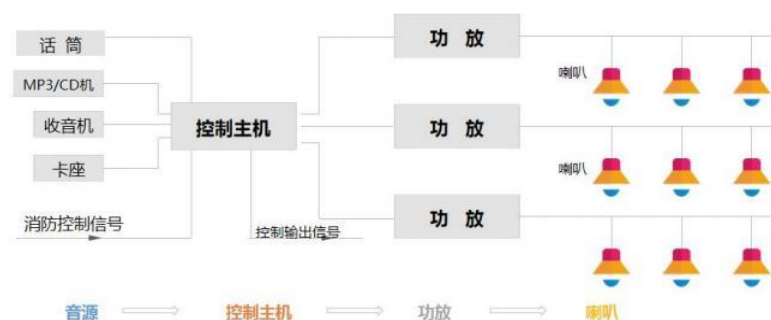 话 筒
MP3/CD机
收音机
卡座
消防控制信号
控制主机
控制输出信号
功 放
功 放
功 放
喇叭
喇叭
音源
控制主机
功放
喇叭